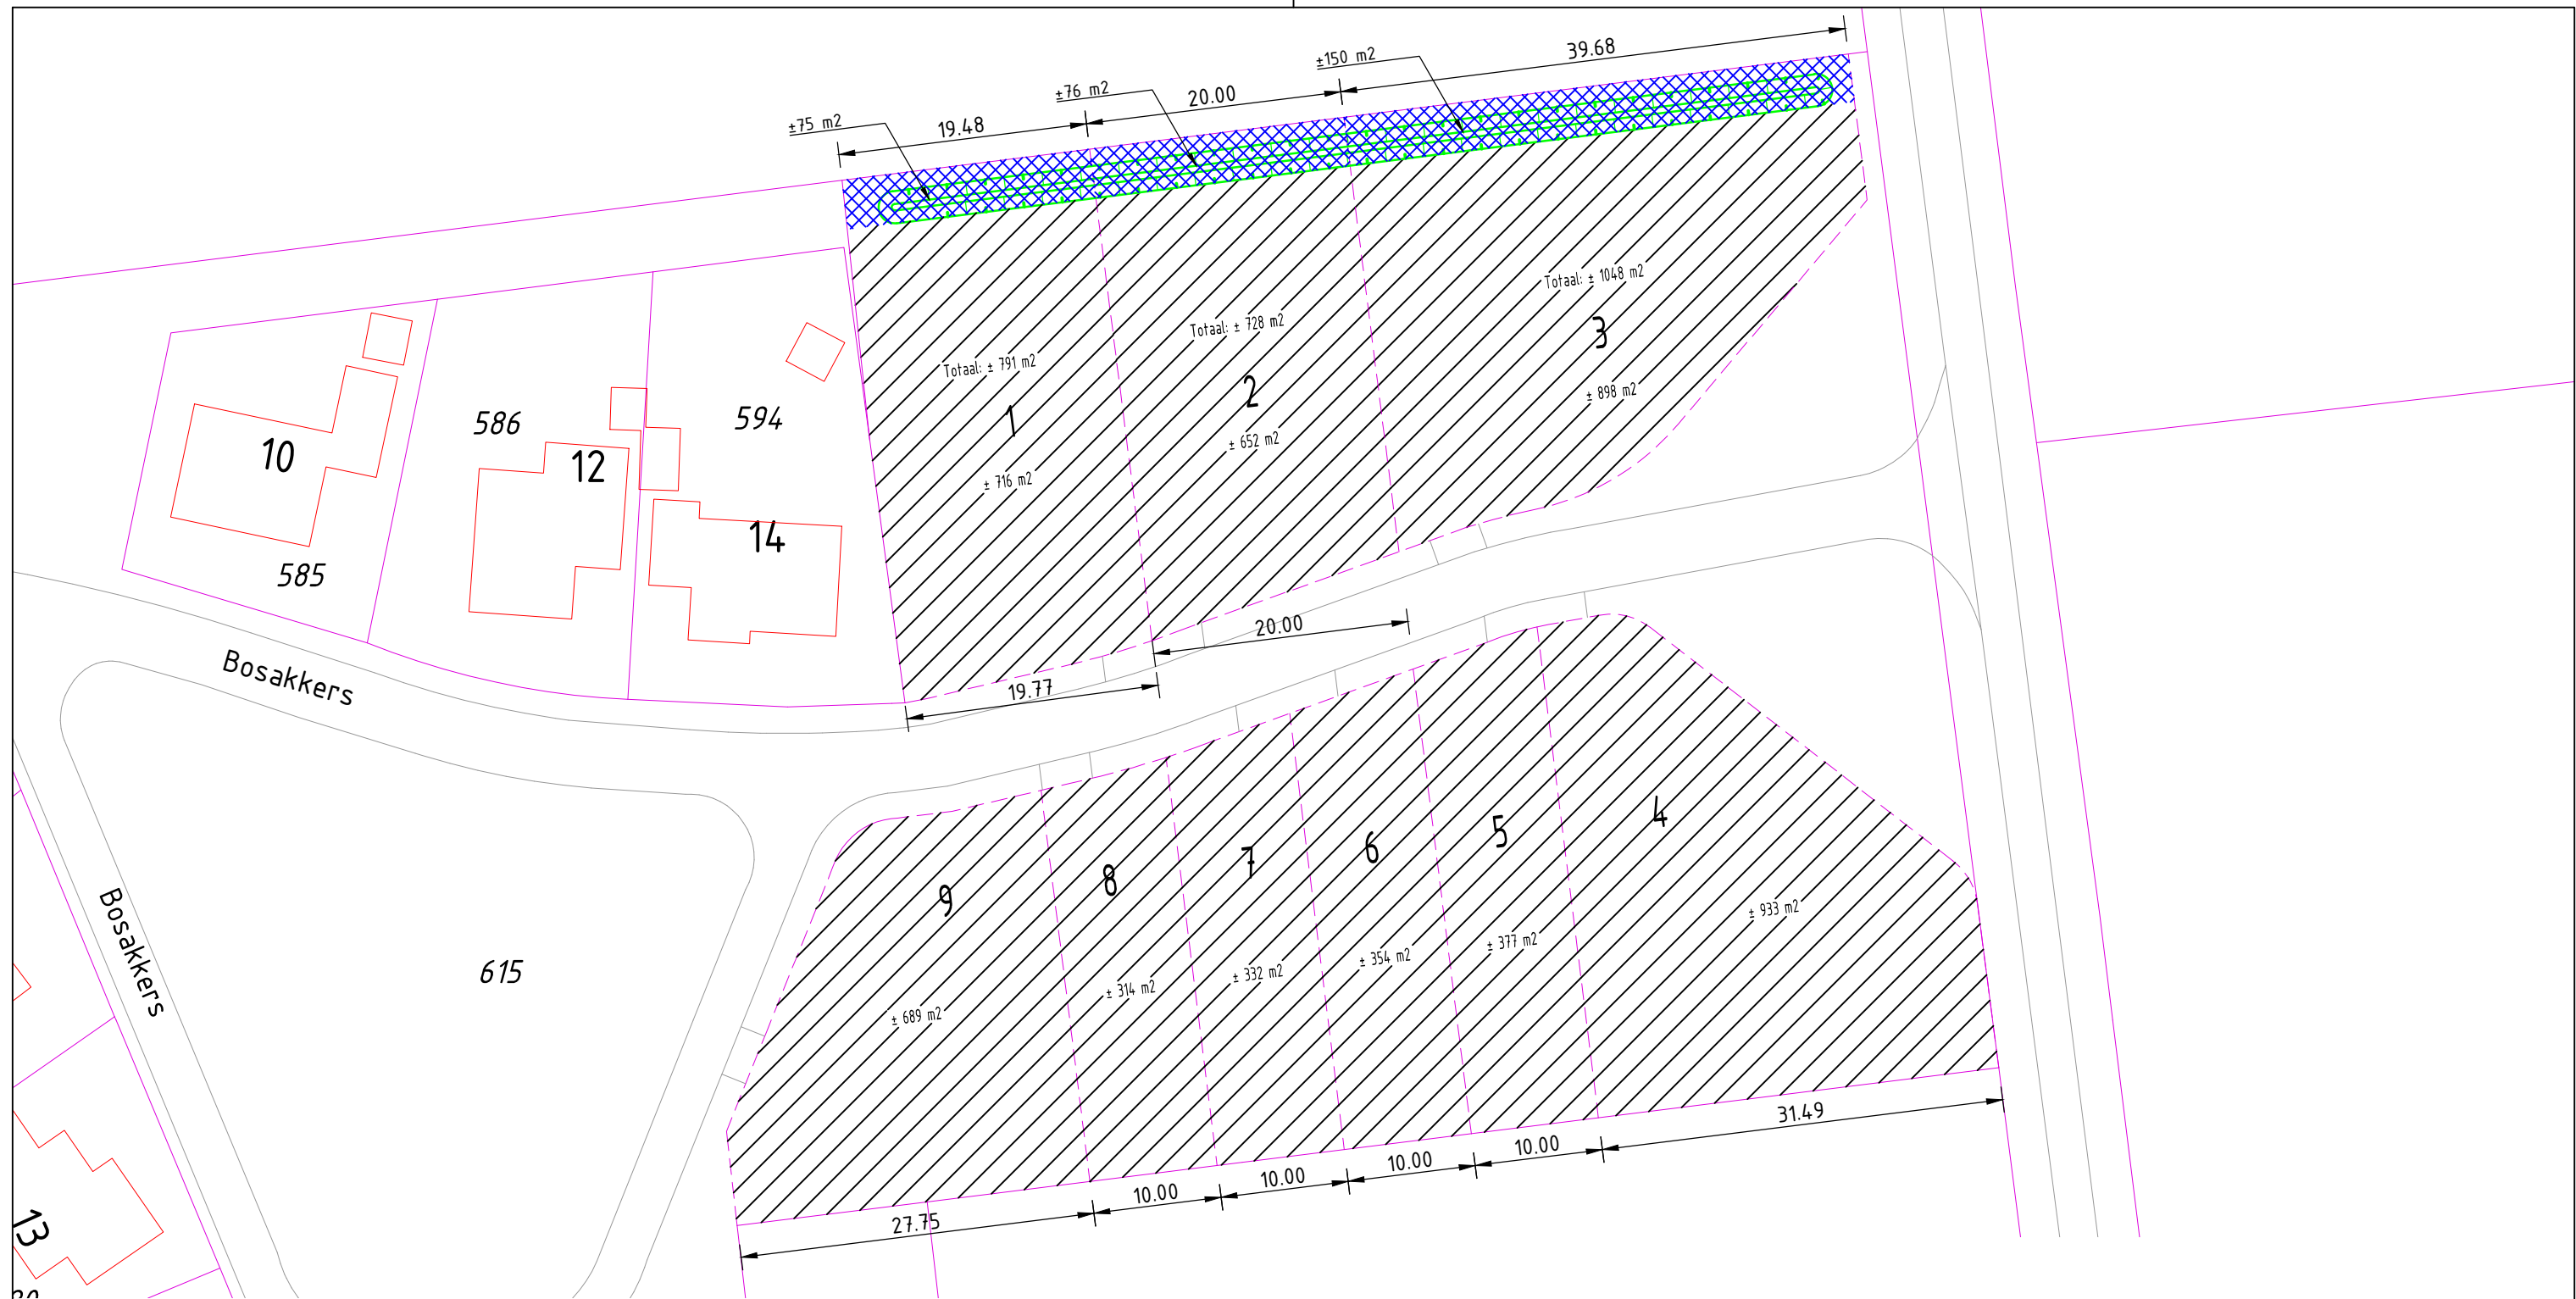 39.68
±150 m2
20.00
±76 m2
19.48
±75 m2
Totaal: ± 1048 m2
3
± 898 m2
Totaal: ± 728 m2
2
± 652 m2
Totaal: ± 791 m2
1
± 716 m2
594
586
10
12
14
585
20.00
19.77
Bosakkers
Bosakkers
615
9
8
7
6
5
4
± 689 m2
± 314 m2
± 332 m2
± 354 m2
± 377 m2
± 933 m2
31.49
10.00
10.00
10.00
10.00
27.75
13